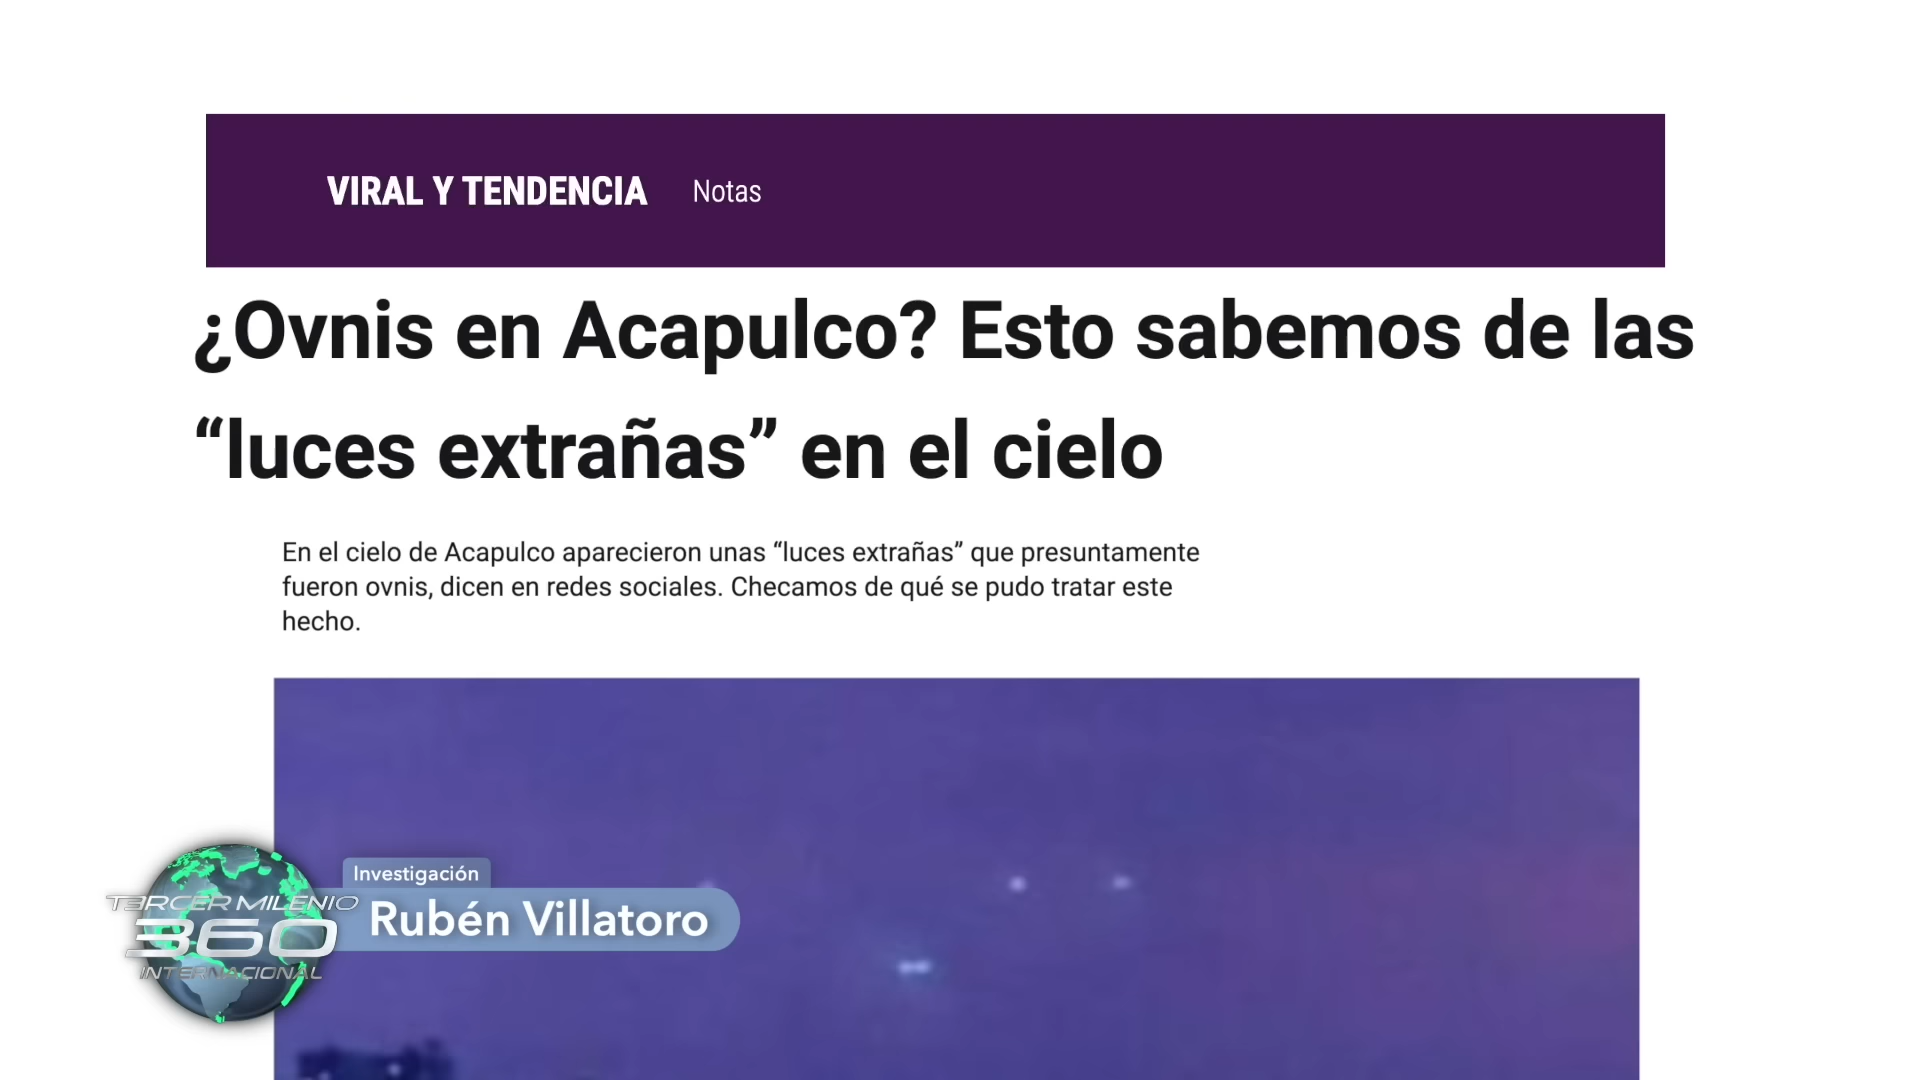 VIRAL Y TENDENCIA Notas
¿Ovnis en Acapulco? Esto sabemos de las
“luces extrañas” en el cielo
En el cielo de Acapulco aparecieron unas “luces extrañas” que presuntamente
fueron ovnis, dicen en redes sociales. Checamos de qué se pudo tratar este
hecho.
Investigación
Rubén Villatoro
T3RCER MILENIO
360
INTERNACIONAL